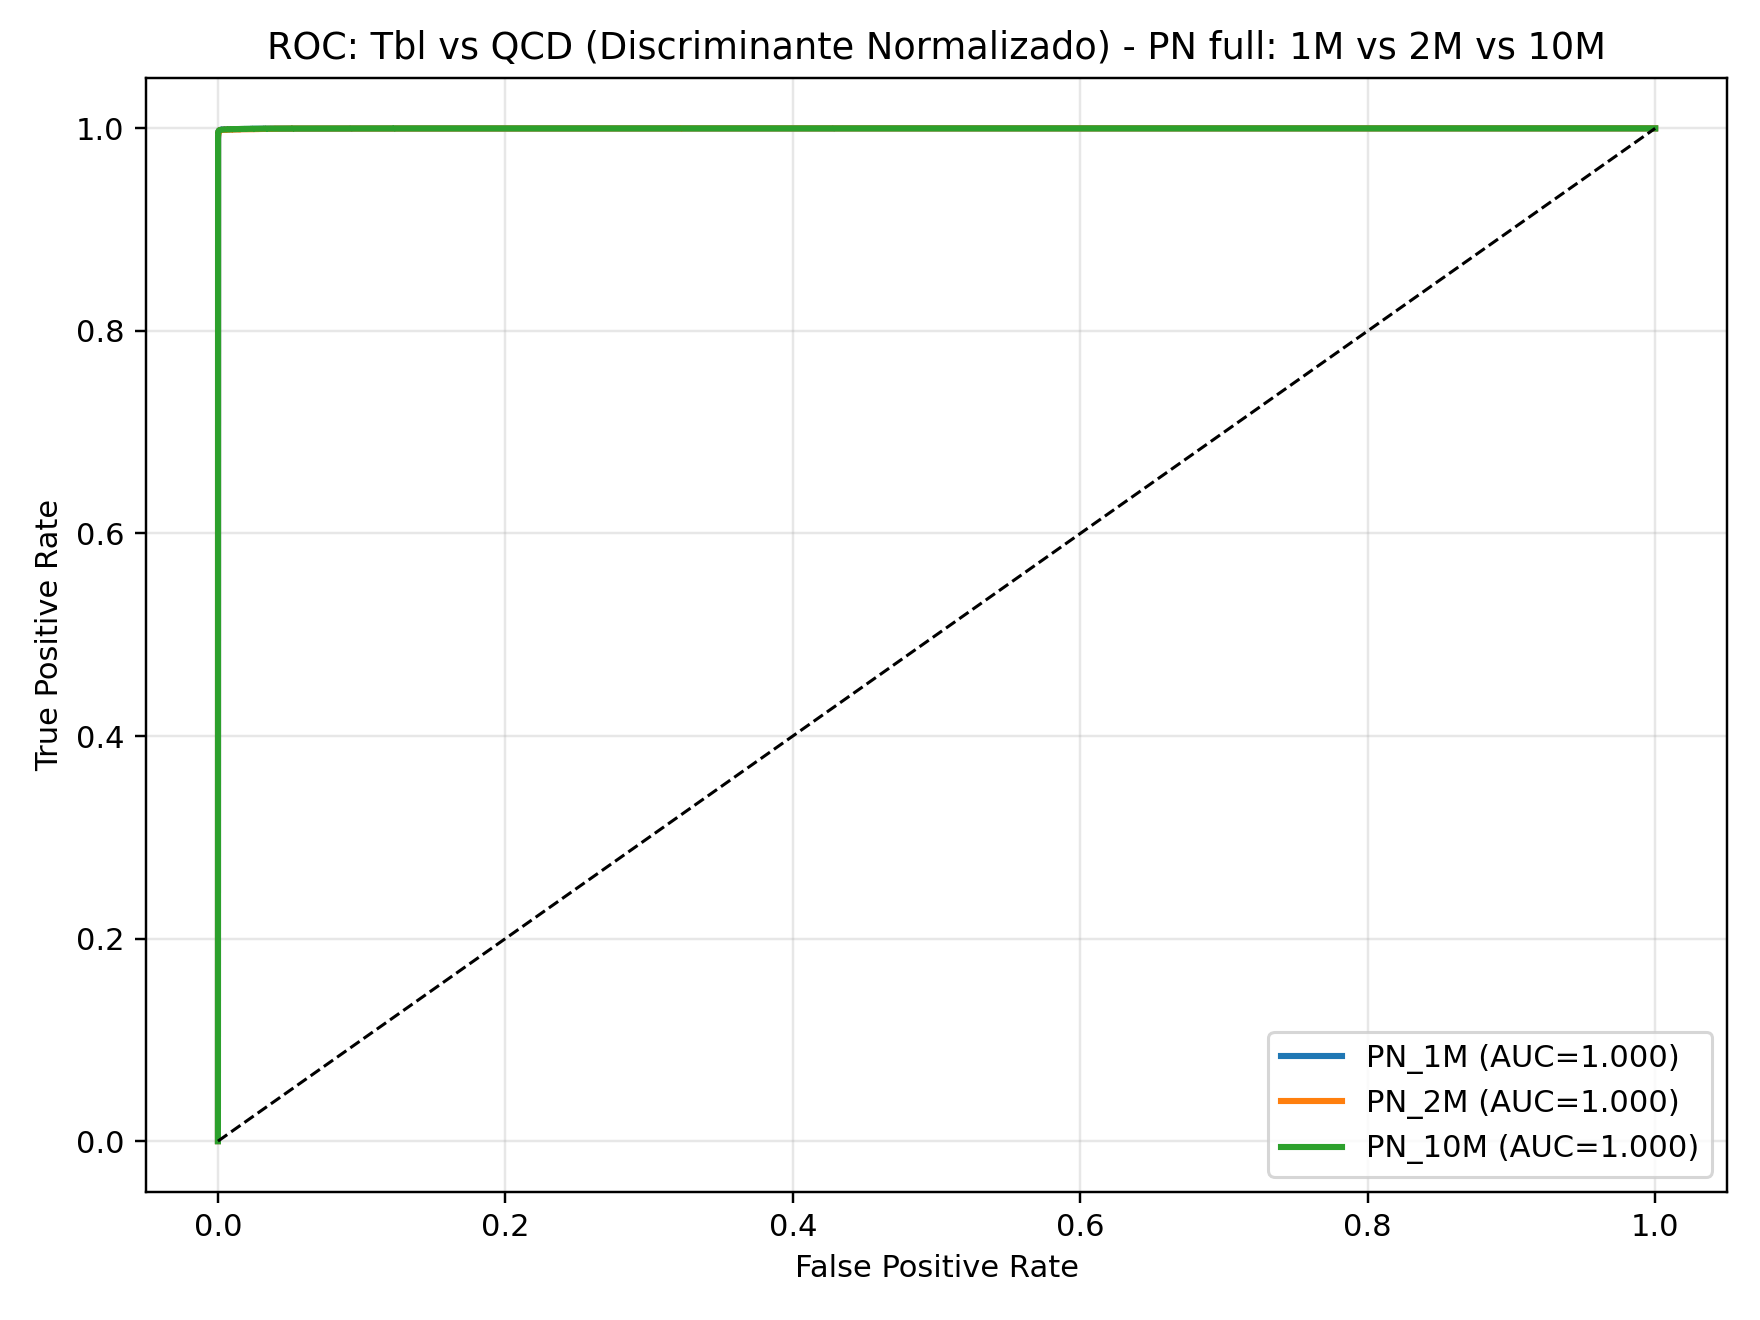 ROC: Tbl vs QCD (Discriminante Normalizado) - PN full: 1M vs 2M vs 10M
True Positive Rate
1.0
0.8
0.6
0.4
0.2
0.0
PN_1M (AUC=1.000)
PN_2M (AUC=1.000)
PN_10M (AUC=1.000)
0.0 0.2 0.4 0.6 0.8 1.0
False Positive Rate